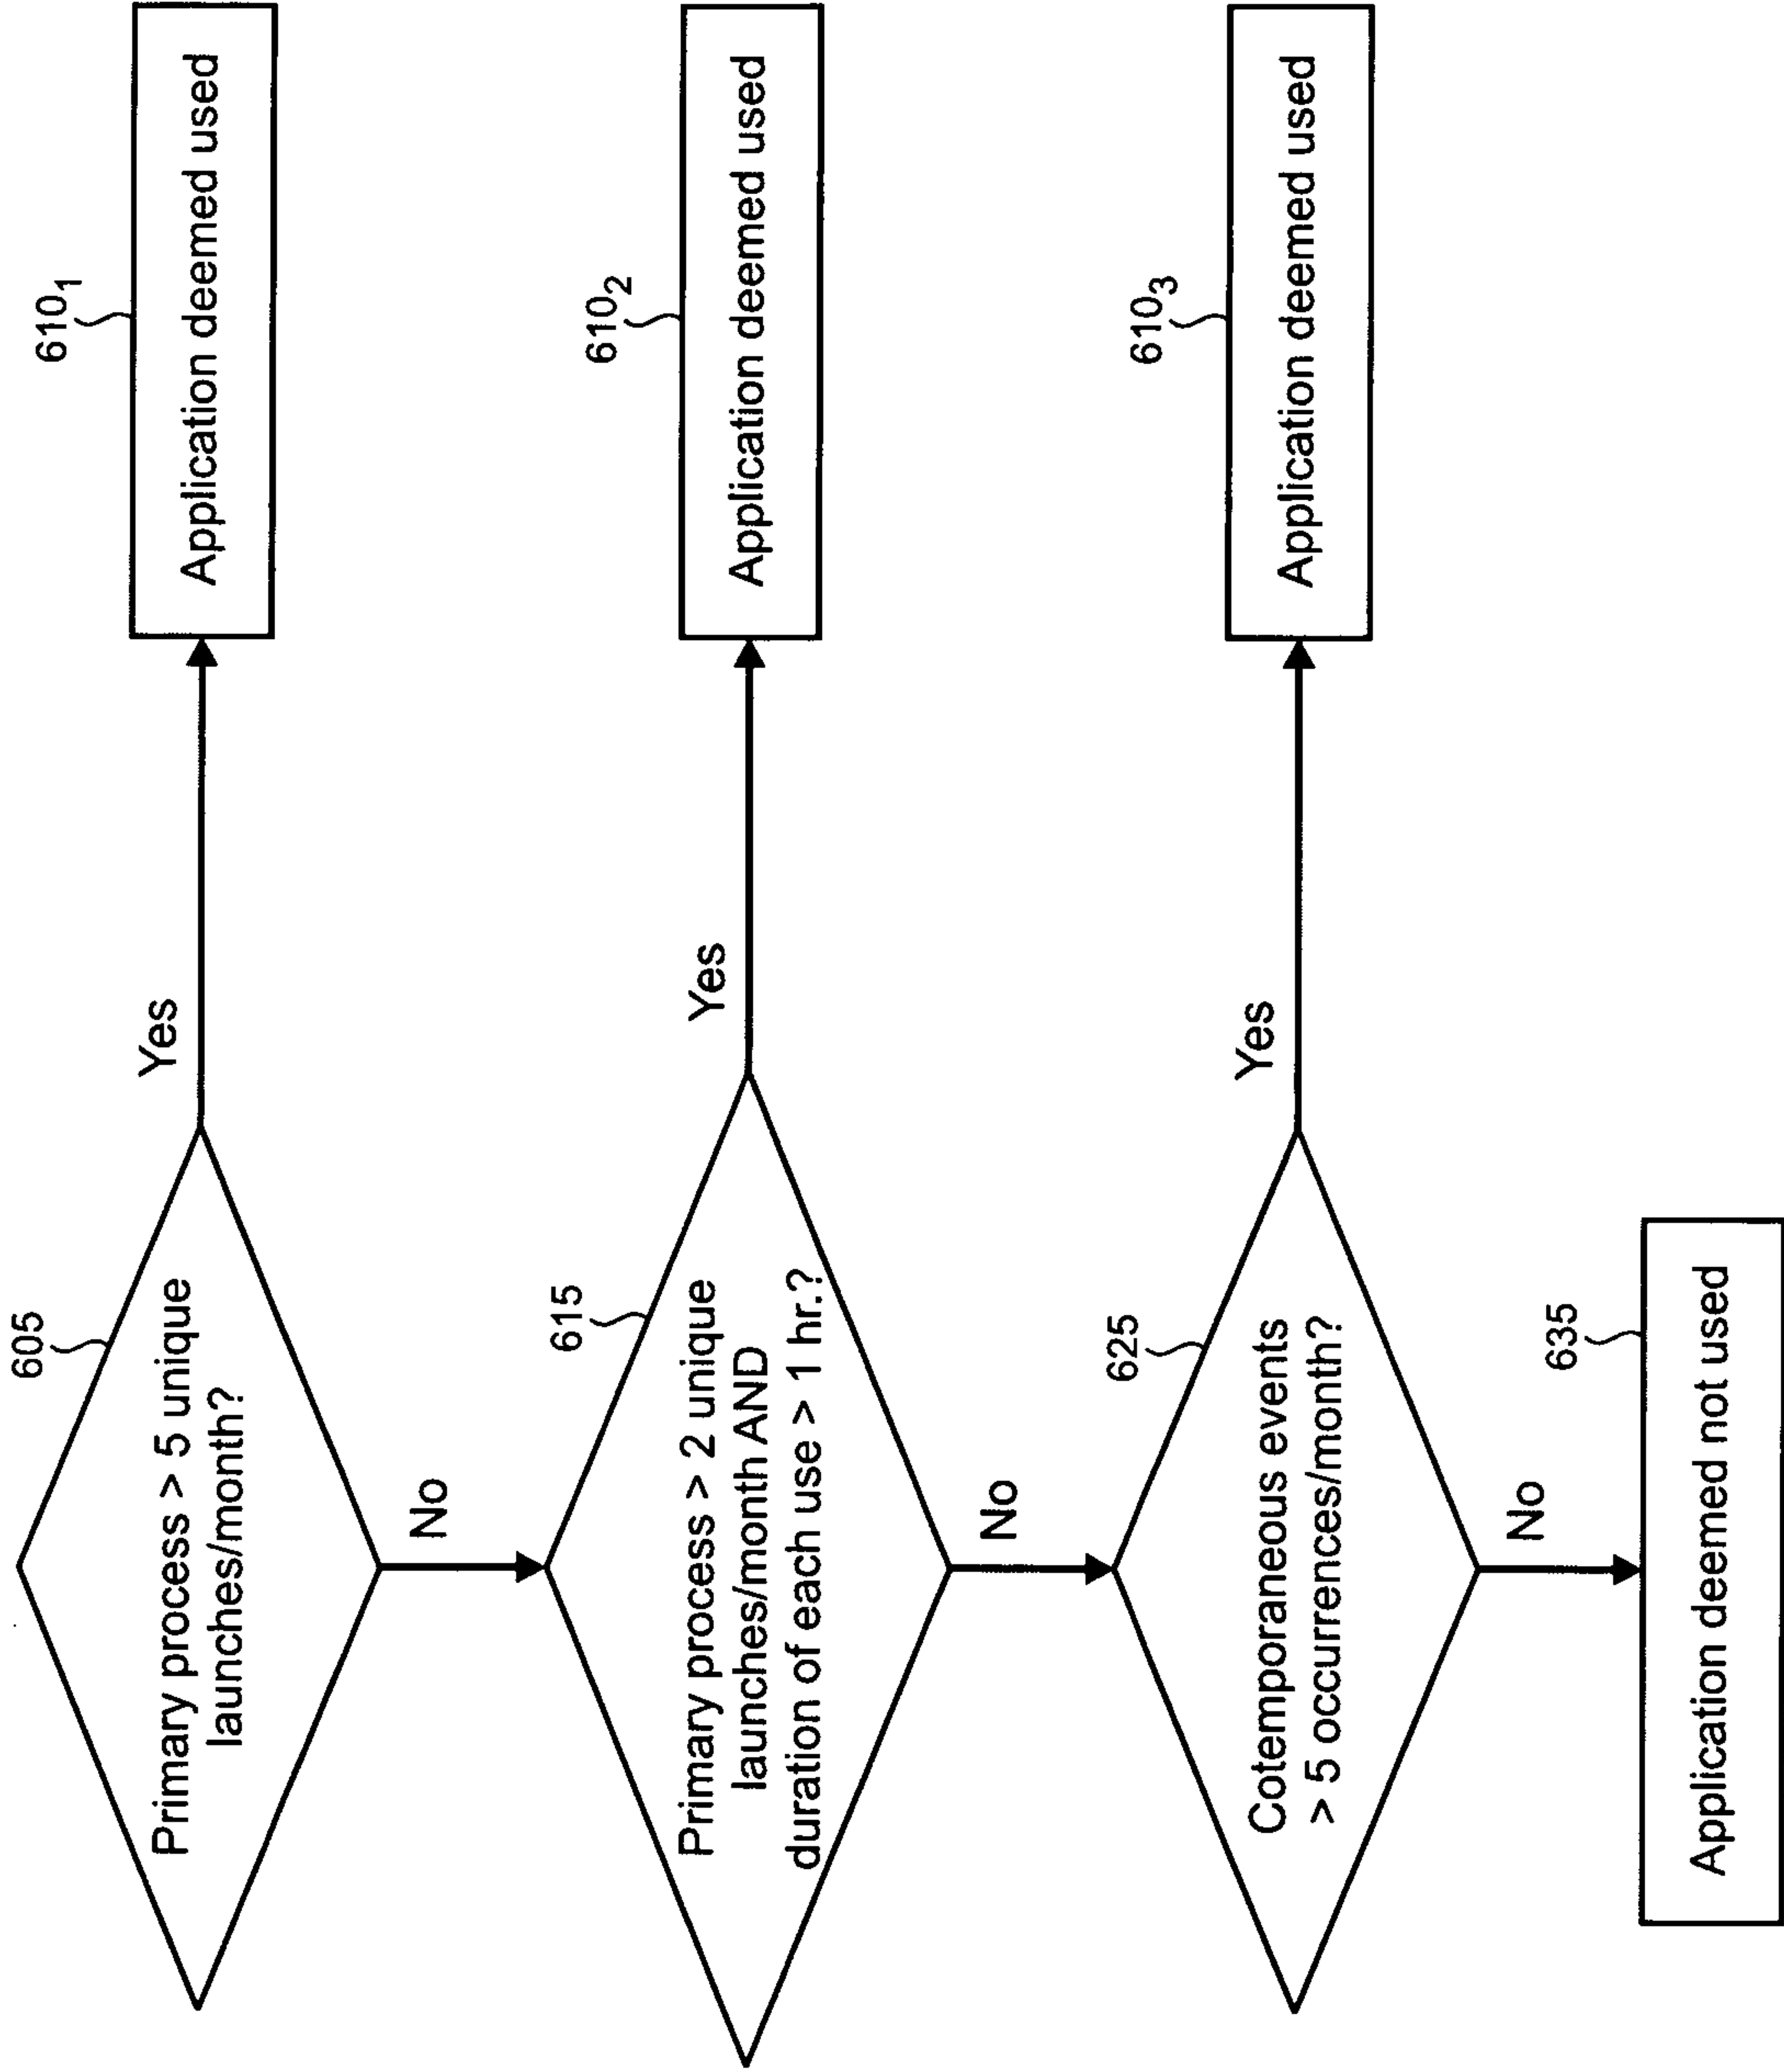 605
Primary process > 5 unique
launches/month?
Yes
610₁
Application deemed used
No
615
Primary process > 2 unique
launches/month AND
duration of each use > 1 hr.?
Yes
610₂
Application deemed used
No
625
Cotemporaneous events
> 5 occurrences/month?
Yes
610₃
Application deemed used
No
635
Application deemed not used